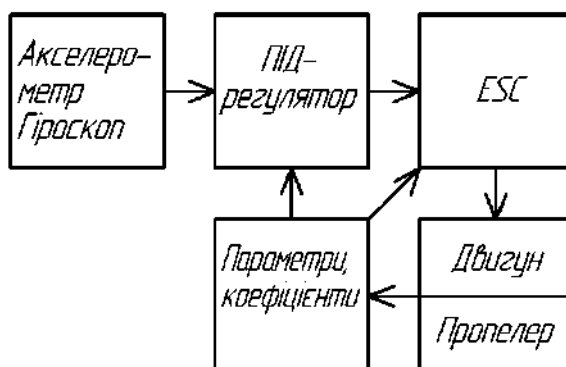 Акселеро-
метр
Гіроскоп
ПІД-
регулятор
ESC
Параметри,
коефіцієнти
Двигун
Пропелер